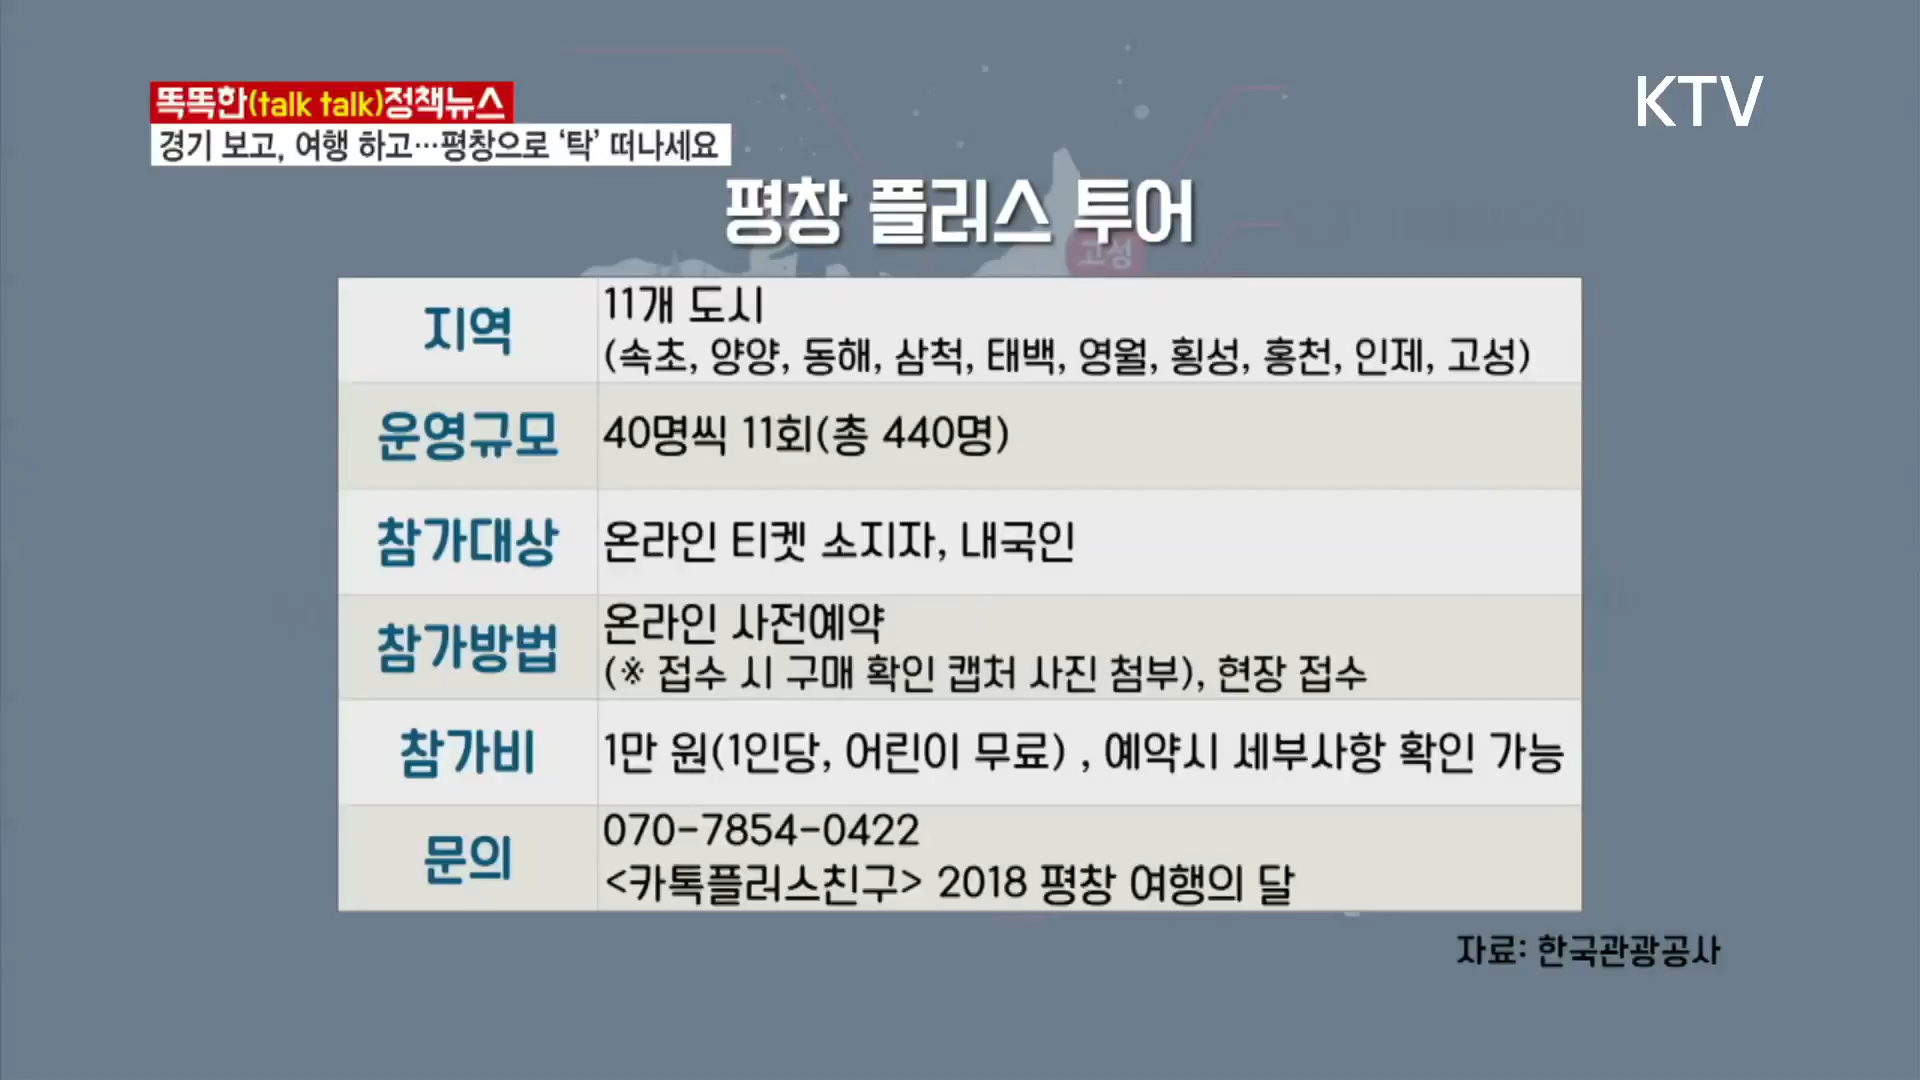 똑똑한(talk talk)정책뉴스
KTV
경기 보고, 여행 하고…평창으로 ‘탁’ 떠나세요
평창 플러스 투어
고성
지역
11개 도시
(속초, 양양, 동해, 삼척, 태백, 영월, 횡성, 홍천, 인제, 고성)
운영규모
40명씩 11회(총 440명)
참가대상
온라인 티켓 소지자, 내국인
참가방법
온라인 사전예약
(※ 접수 시 구매 확인 캡처 사진 첨부), 현장 접수
참가비
1만 원(1인당, 어린이 무료) , 예약시 세부사항 확인 가능
문의
070-7854-0422
<카톡플러스친구> 2018 평창 여행의 달
자료: 한국관광공사